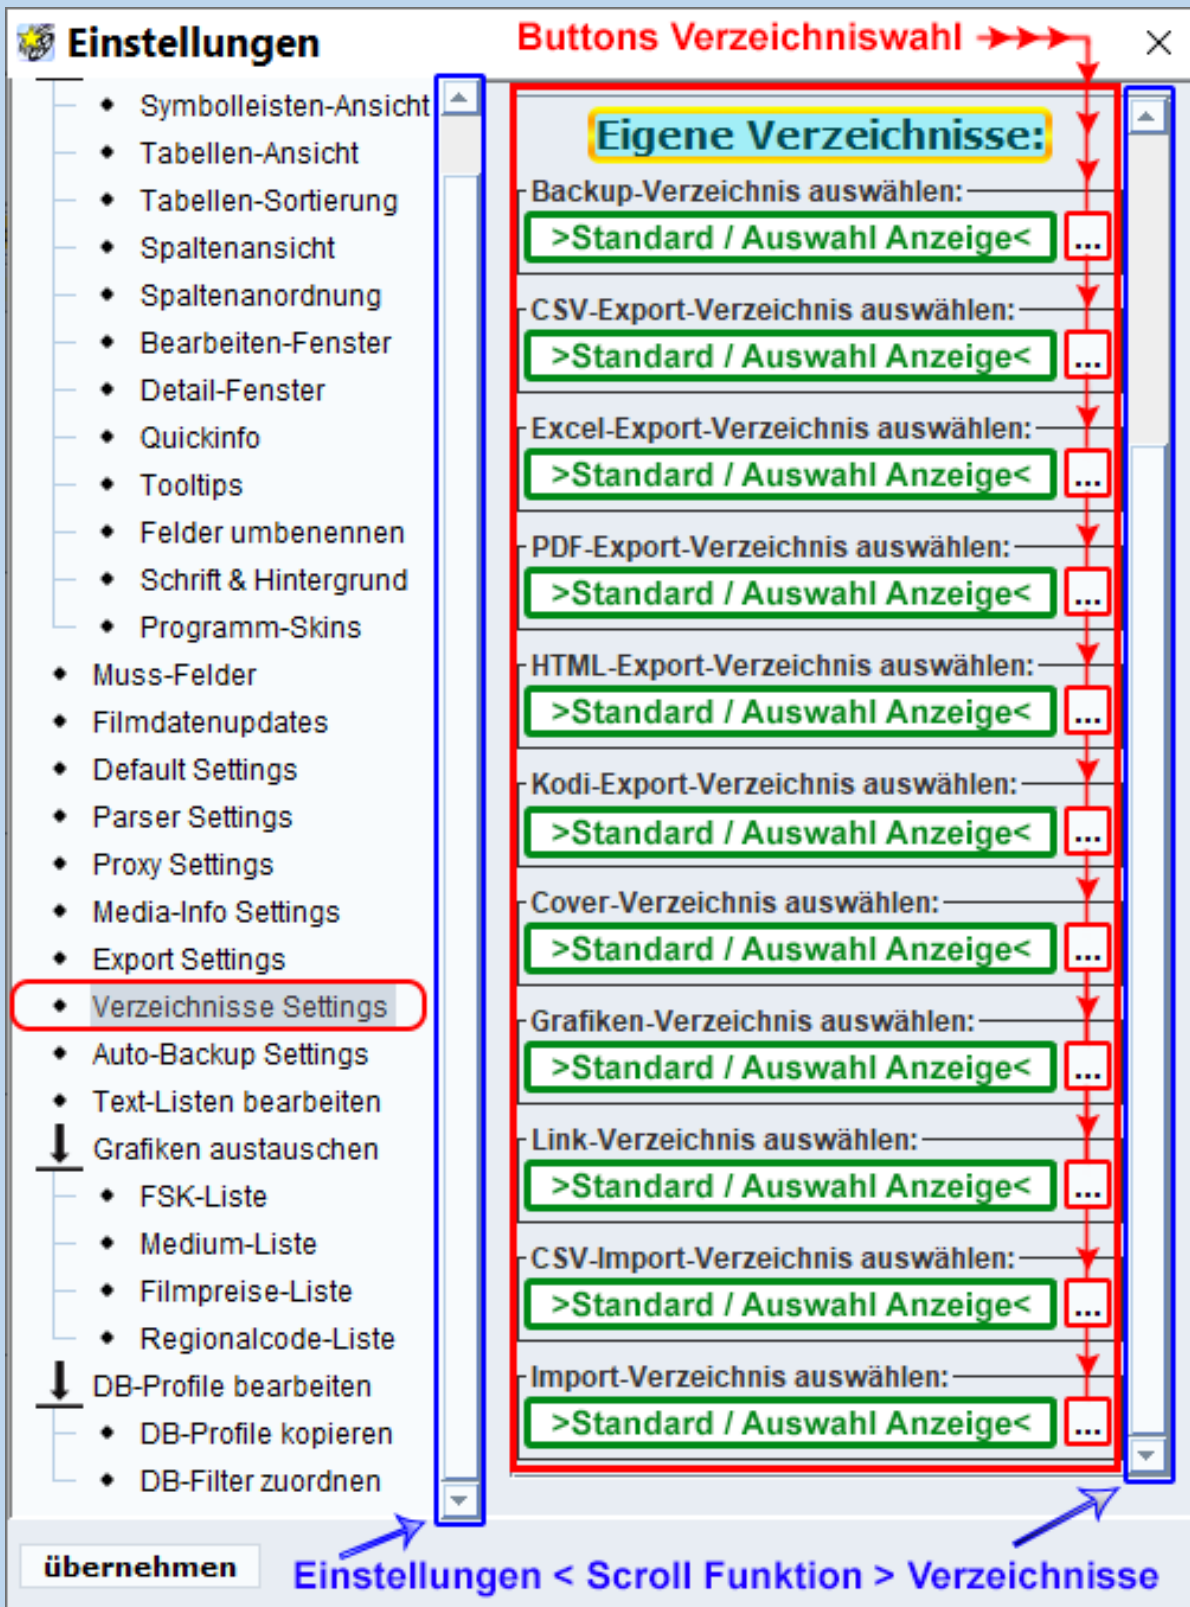 Einstellungen
Buttons Verzeichniswahl
Symbolleisten-Ansicht
Tabellen-Ansicht
Tabellen-Sortierung
Spaltenansicht
Spaltenanordnung
Bearbeiten-Fenster
Detail-Fenster
Quickinfo
Tooltips
Felder umbenennen
Schrift & Hintergrund
Programm-Skins
Muss-Felder
Filmdatenupdates
Default Settings
Parser Settings
Proxy Settings
Media-Info Settings
Export Settings
Verzeichnisse Settings
Auto-Backup Settings
Text-Listen bearbeiten
Grafiken austauschen
FSK-Liste
Medium-Liste
Filmpreise-Liste
Regionalcode-Liste
DB-Profile bearbeiten
DB-Profile kopieren
DB-Filter zuordnen
Eigene Verzeichnisse:
Backup-Verzeichnis auswählen:
>Standard / Auswahl Anzeige< ...
CSV-Export-Verzeichnis auswählen:
>Standard / Auswahl Anzeige< ...
Excel-Export-Verzeichnis auswählen:
>Standard / Auswahl Anzeige< ...
PDF-Export-Verzeichnis auswählen:
>Standard / Auswahl Anzeige< ...
HTML-Export-Verzeichnis auswählen:
>Standard / Auswahl Anzeige< ...
Kodi-Export-Verzeichnis auswählen:
>Standard / Auswahl Anzeige< ...
Cover-Verzeichnis auswählen:
>Standard / Auswahl Anzeige< ...
Grafiken-Verzeichnis auswählen:
>Standard / Auswahl Anzeige< ...
Link-Verzeichnis auswählen:
>Standard / Auswahl Anzeige< ...
CSV-Import-Verzeichnis auswählen:
>Standard / Auswahl Anzeige< ...
Import-Verzeichnis auswählen:
>Standard / Auswahl Anzeige< ...
übernehmen
Einstellungen < Scroll Funktion > Verzeichnisse